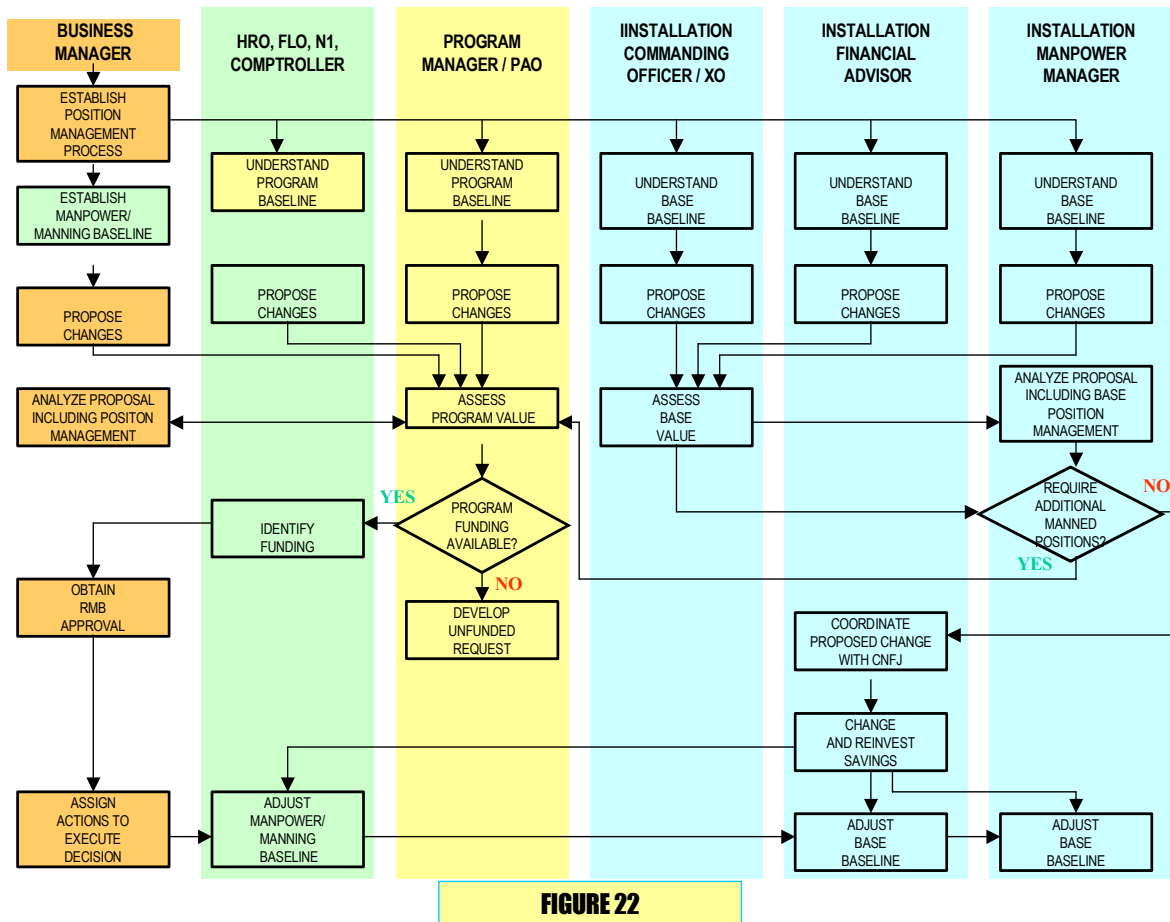 BUSINESS
MANAGER
HRO, FLO, N1,
COMPTROLLER
PROGRAM
MANAGER / PAO
IINSTALLATION
COMMANDING
OFFICER / XO
INSTALLATION
FINANCIAL
ADVISOR
INSTALLATION
MANPOWER
MANAGER
ESTABLISH
POSITION
MANAGEMENT
PROCESS
UNDERSTAND
PROGRAM
BASELINE
UNDERSTAND
PROGRAM
BASELINE
UNDERSTAND
BASE
BASELINE
UNDERSTAND
BASE
BASELINE
UNDERSTAND
BASE
BASELINE
ESTABLISH
MANPOWER/
MANNING BASELINE
PROPOSE
CHANGES
PROPOSE
CHANGES
PROPOSE
CHANGES
PROPOSE
CHANGES
PROPOSE
CHANGES
PROPOSE
CHANGES
ANALYZE PROPOSAL
INCLUDING POSITON
MANAGEMENT
ASSESS
PROGRAM VALUE
ASSESS
BASE
VALUE
ANALYZE PROPOSAL
INCLUDING BASE
POSITION
MANAGEMENT
YES
PROGRAM
FUNDING
AVAILABLE?
NO
REQUIRE
ADDITIONAL
MANNED
POSITIONS?
NO
YES
IDENTIFY
FUNDING
OBTAIN
RMB
APPROVAL
DEVELOP
UNFUNDED
REQUEST
COORDINATE
PROPOSED CHANGE
WITH CNFJ
CHANGE
AND REINVEST
SAVINGS
ASSIGN
ACTIONS TO
EXECUTE
DECISION
ADJUST
MANPOWER/
MANNING
BASELINE
ADJUST
BASE
BASELINE
ADJUST
BASE
BASELINE
FIGURE 22